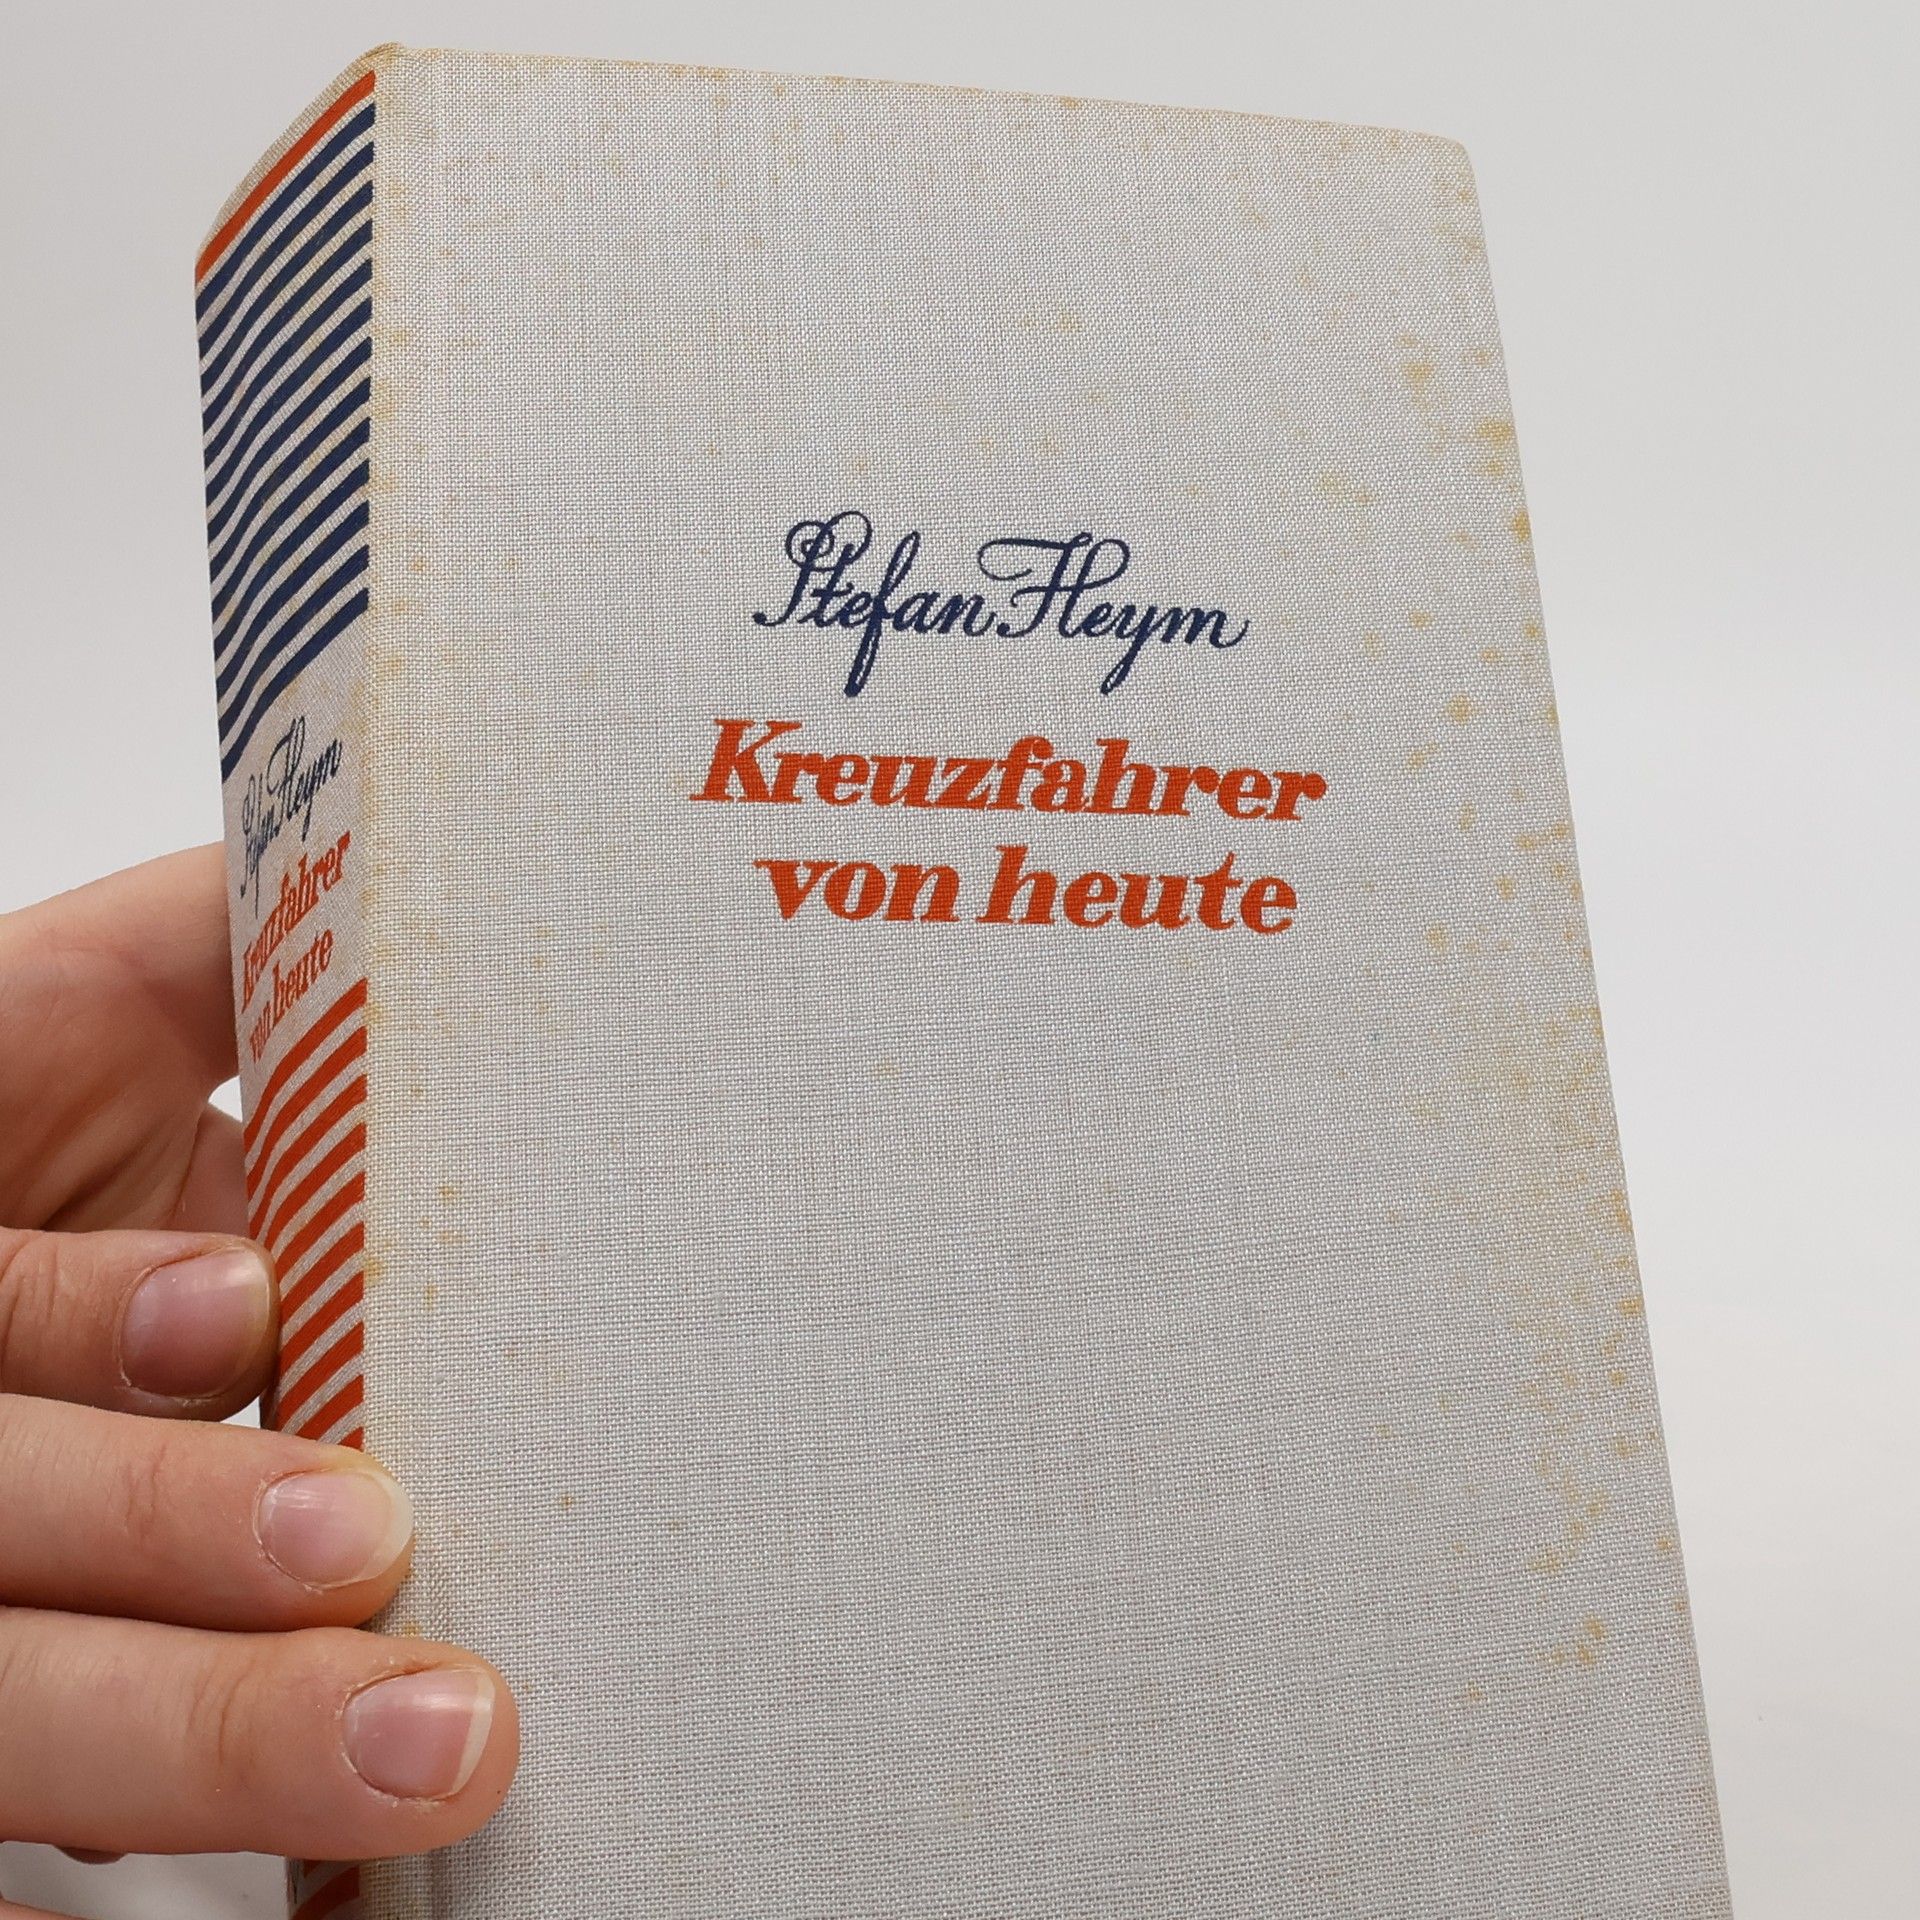 Stefan Heym
Kreuzfahrer
von heute
Stefan Heym
Kreuzfahrer
von heute